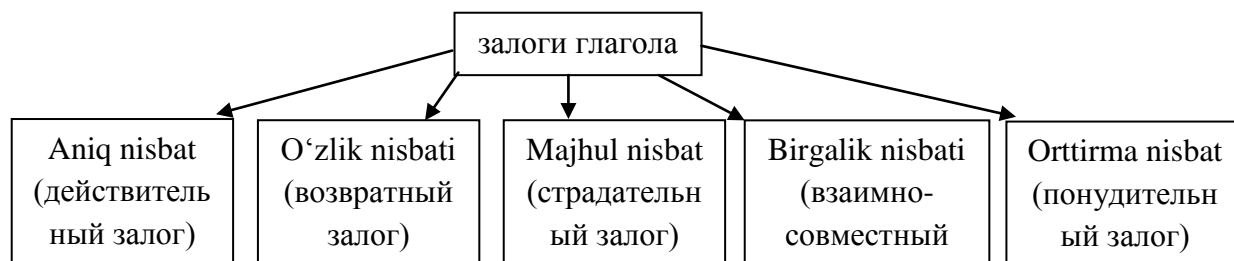 залоги глагола
Aniq nisbat
(действитель
ный залог)
O‘zlik nisbati
(возвратный
залог)
Majhul nisbat
(страдательн
ый залог)
Birgalik nisbati
(взаимно-
совместный
Orttirma nisbat
(понудительн
ый залог)